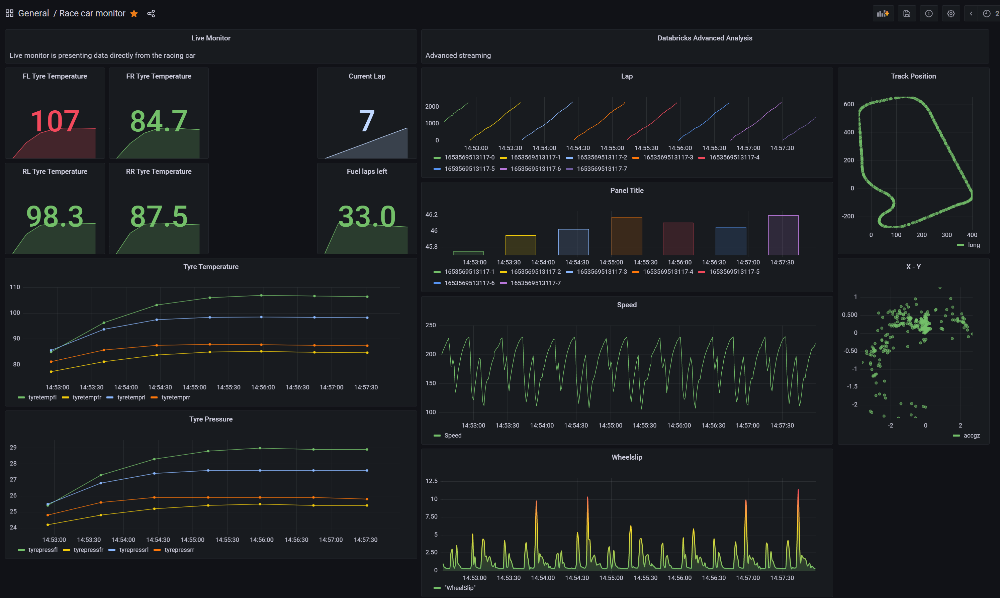 General / Race car monitor
Live Monitor
Live monitor is presenting data directly from the racing car
FL Tyre Temperature
107
FR Tyre Temperature
84.7
Current Lap
7
RL Tyre Temperature
98.3
RR Tyre Temperature
87.5
Fuel laps left
33.0
Tyre Temperature
110
100
90
80
14:53:00 14:53:30 14:54:00 14:54:30 14:55:00 14:55:30 14:56:00 14:56:30 14:57:00 14:57:30
tyretempfl tyretempfr tyretemprl tyretemprr
Tyre Pressure
29
28
27
26
25
24
14:53:00 14:53:30 14:54:00 14:54:30 14:55:00 14:55:30 14:56:00 14:56:30 14:57:00 14:57:30
tyrepressfl tyrepressfr tyrepressrl tyrepressrr
Databricks Advanced Analysis
Advanced streaming
Lap
2000
1000
0
14:53:00 14:53:30 14:54:00 14:54:30 14:55:00 14:55:30 14:56:00 14:56:30 14:57:00 14:57:30
1653569513117-0 1653569513117-1 1653569513117-2 1653569513117-3 1653569513117-4
1653569513117-5 1653569513117-6 1653569513117-7
Panel Title
46.2
46
45.8
14:53:00 14:53:30 14:54:00 14:54:30 14:55:00 14:55:30 14:56:00 14:56:30 14:57:00 14:57:30
1653569513117-1 1653569513117-2 1653569513117-3 1653569513117-4 1653569513117-5
1653569513117-6 1653569513117-7
Speed
250
200
150
100
14:53:00 14:53:30 14:54:00 14:54:30 14:55:00 14:55:30 14:56:00 14:56:30 14:57:00 14:57:30
Speed
Wheelslip
12.5
10
7.50
5
2.50
0
14:53:00 14:53:30 14:54:00 14:54:30 14:55:00 14:55:30 14:56:00 14:56:30 14:57:00 14:57:30
"WheelSlip"
Track Position
600
400
200
0
-200
0 100 200 300 400
long
X - Y
1
0.500
0
-0.50
-1
-1.5
-2
-2 0 2
accgz